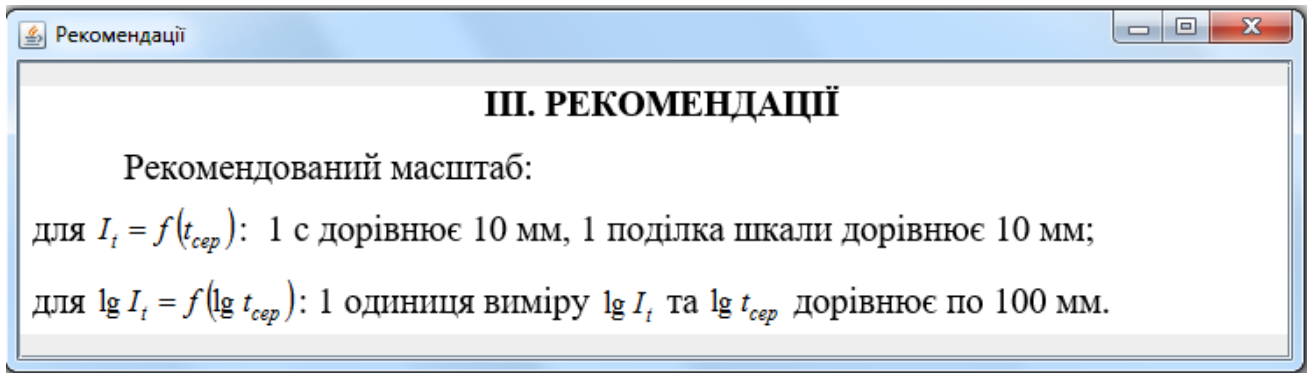 Рекомендації
III. РЕКОМЕНДАЦІЇ
Рекомендований масштаб:
для I_t = f(t_сер): 1 с дорівнює 10 мм, 1 поділка шкали дорівнює 10 мм;
для lg I_t = f(lg t_сер): 1 одиниця виміру lg I_t та lg t_сер дорівнює по 100 мм.